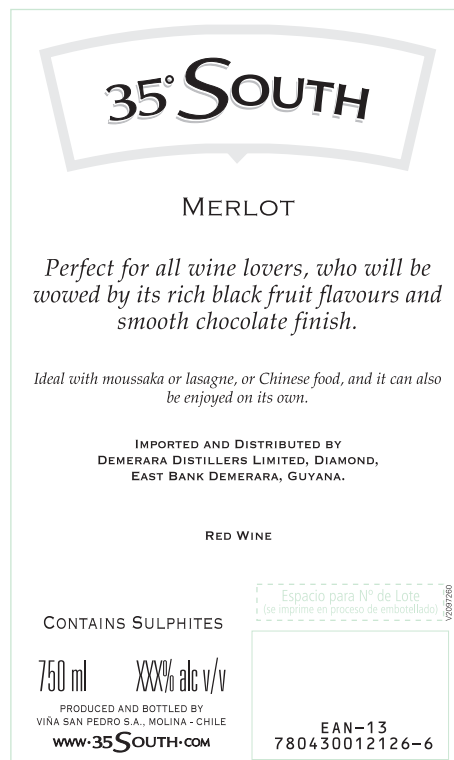 35° SOUTH
MERLOT
Perfect for all wine lovers, who will be
wowed by its rich black fruit flavours and
smooth chocolate finish.
Ideal with moussaka or lasagne, or Chinese food, and it can also
be enjoyed on its own.
IMPORTED AND DISTRIBUTED BY
DEMERARA DISTILLERS LIMITED, DIAMOND,
EAST BANK DEMERARA, GUYANA.
RED WINE
Espacio para Nº de Lote
(se imprime en proceso de embotellado)
V2097260
CONTAINS SULPHITES
750 ml XXX% alc v/v
PRODUCED AND BOTTLED BY
VIÑA SAN PEDRO S.A., MOLINA - CHILE
WWW·35SOUTH·COM
EAN-13
780430012126-6